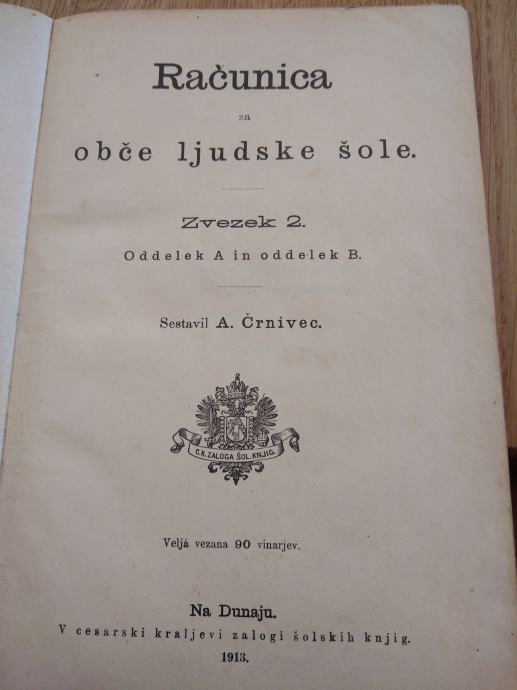 Računica
za
obče ljudske šole.
Zvezek 2.
Oddelek A in oddelek B.
Sestavil A. Črnivec.
C.K. ZALOGA ŠOL. KNJIG.
Veljá vezana 90 vinarjev.
Na Dunaju.
V cesarski kraljevi zalogi šolskih knjig.
1913.